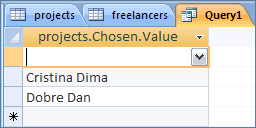 projects freelancers Query1
projects.Chosen.Value
Cristina Dima
Dobre Dan
*